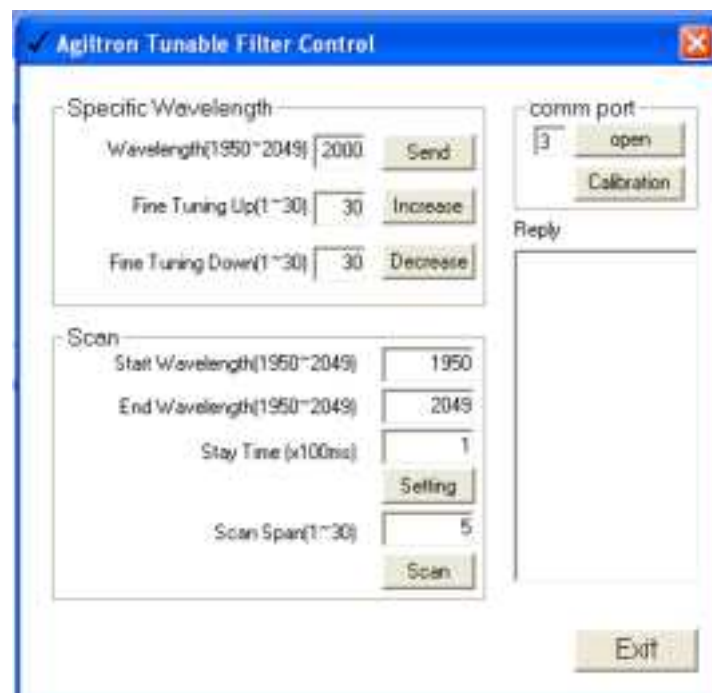 Agiltron Tunable Filter Control
Specific Wavelength
Wavelength(1950~2049) 2000 Send
Fine Tuning Up(1~30) 30 Increase
Fine Tuning Down(1~30) 30 Decrease
comm port
3 open
Calibration
Reply
Scan
Start Wavelength(1950~2049) 1950
End Wavelength(1950~2049) 2049
Stay Time (x100ms) 1
Setting
Scan Span(1~30) 5
Scan
Exit